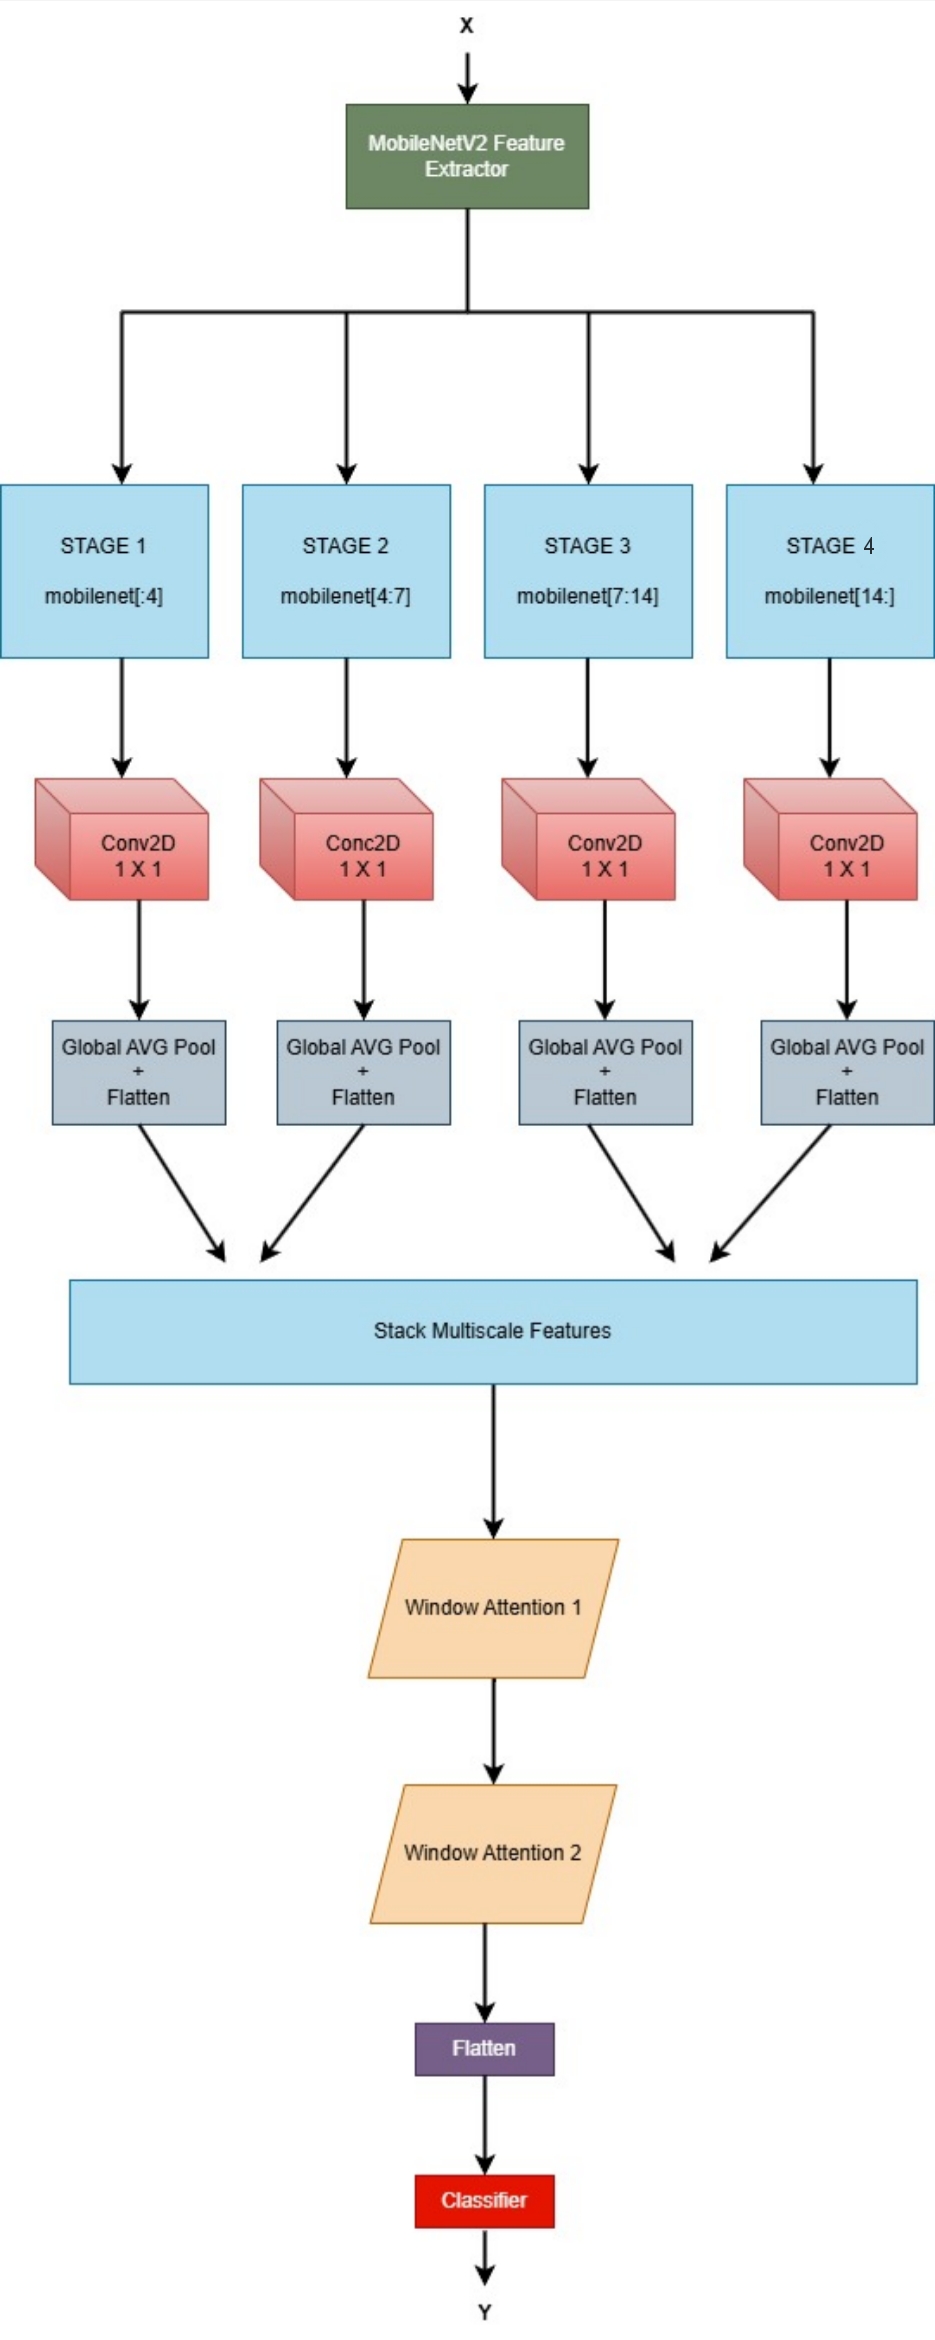 X
MobileNetV2 Feature
Extractor
STAGE 1
mobilenet[:4]
STAGE 2
mobilenet[4:7]
STAGE 3
mobilenet[7:14]
STAGE 4
mobilenet[14:]
Conv2D
1 X 1
Conc2D
1 X 1
Conv2D
1 X 1
Conv2D
1 X 1
Global AVG Pool
+
Flatten
Global AVG Pool
+
Flatten
Global AVG Pool
+
Flatten
Global AVG Pool
+
Flatten
Stack Multiscale Features
Window Attention 1
Window Attention 2
Flatten
Classifier
Y